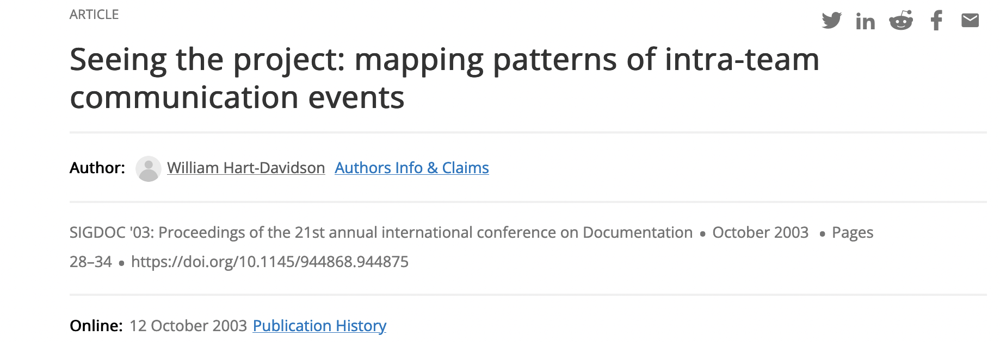 ARTICLE
Seeing the project: mapping patterns of intra-team
communication events
Author: William Hart-Davidson Authors Info & Claims
SIGDOC '03: Proceedings of the 21st annual international conference on Documentation • October 2003 • Pages
28–34 • https://doi.org/10.1145/944868.944875
Online: 12 October 2003 Publication History